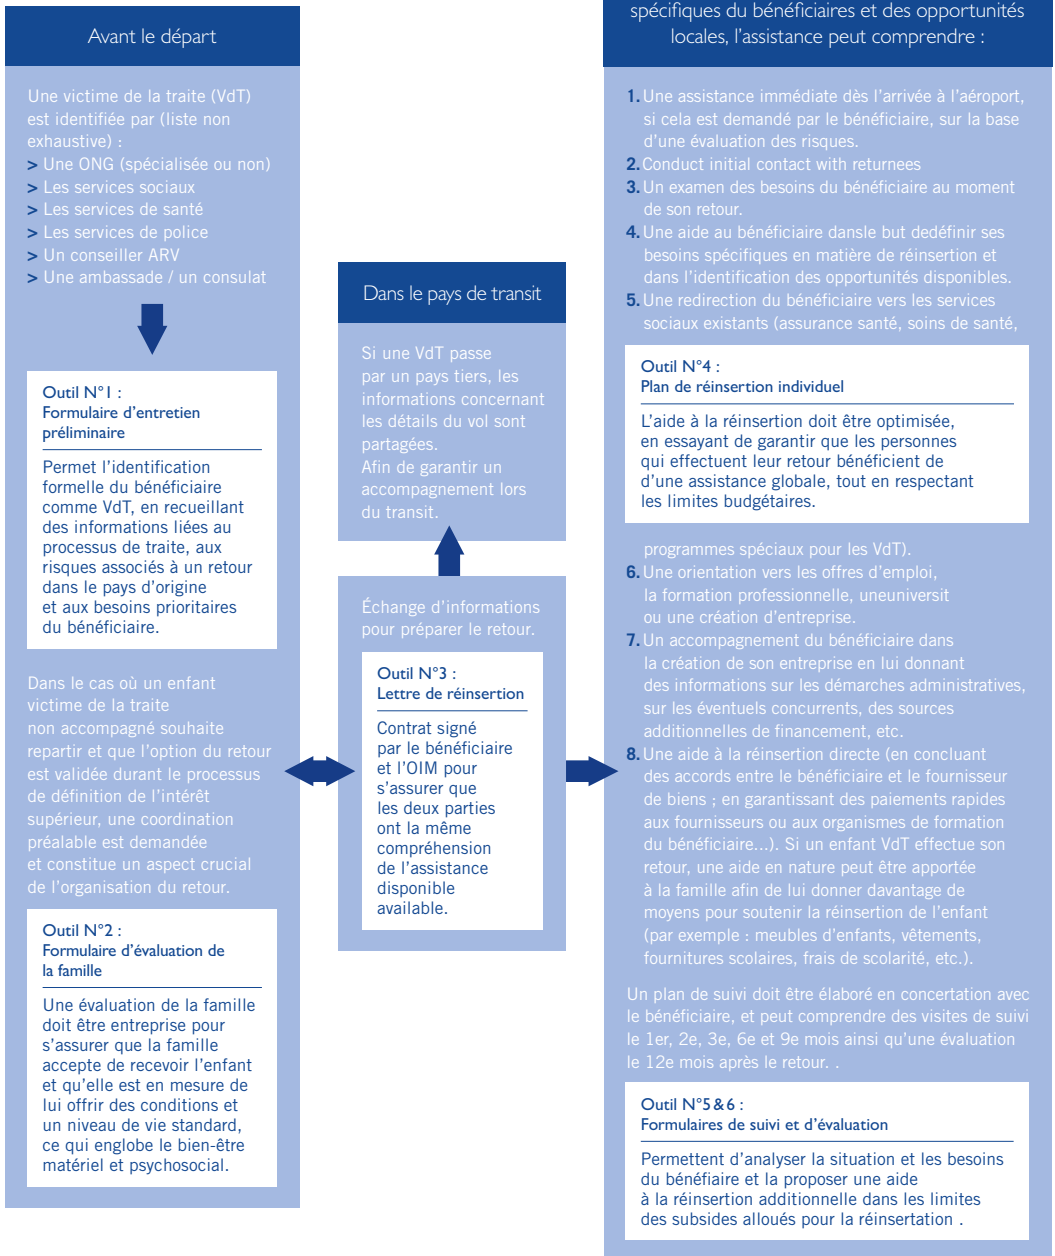 Avant le départ
Une victime de la traite (VdT)
est identifiée par (liste non
exhaustive) :
> Une ONG (spécialisée ou non)
> Les services sociaux
> Les services de santé
> Les services de police
> Un conseiller ARV
> Une ambassade / un consulat
Outil N°1 :
Formulaire d’entretien
préliminaire
Permet l’identification
formelle du bénéficiaire
comme VdT, en recueillant
des informations liées au
processus de traite, aux
risques associés à un retour
dans le pays d’origine
et aux besoins prioritaires
du bénéficiaire.
Dans le cas où un enfant
victime de la traite
non accompagné souhaite
repartir et que l'option du retour
est validée durant le processus
de définition de l’intérêt
supérieur, une coordination
préalable est demandée
et constitue un aspect crucial
de l'organisation du retour.
Outil N°2 :
Formulaire d’évaluation de
la famille
Une évaluation de la famille
doit être entreprise pour
s’assurer que la famille
accepte de recevoir l’enfant
et qu’elle est en mesure de
lui offrir des conditions et
un niveau de vie standard,
ce qui englobe le bien-être
matériel et psychosocial.
Dans le pays de transit
Si une VdT passe
par un pays tiers, les
informations concernant
les détails du vol sont
partagées.
Afin de garantir un
accompagnement lors
du transit.
Échange d'informations
pour préparer le retour.
Outil N°3 :
Lettre de réinsertion
Contrat signé
par le bénéficiaire
et l’OIM pour
s’assurer que
les deux parties
ont la même
compréhension
de l’assistance
disponible
available.
spécifiques du bénéficiaires et des opportunités
locales, l’assistance peut comprendre :
1. Une assistance immédiate dès l’arrivée à l’aéroport,
si cela est demandé par le bénéficiaire, sur la base
d’une évaluation des risques.
2. Conduct initial contact with returnees
3. Un examen des besoins du bénéficiaire au moment
de son retour.
4. Une aide au bénéficiaire dansle but dedéfinir ses
besoins spécifiques en matière de réinsertion et
dans l’identification des opportunités disponibles.
5. Une redirection du bénéficiaire vers les services
sociaux existants (assurance santé, soins de santé,
Outil N°4 :
Plan de réinsertion individuel
L’aide à la réinsertion doit être optimisée,
en essayant de garantir que les personnes
qui effectuent leur retour bénéficient de
d’une assistance globale, tout en respectant
les limites budgétaires.
programmes spéciaux pour les VdT).
6. Une orientation vers les offres d’emploi,
la formation professionnelle, uneuniversit
ou une création d’entreprise.
7. Un accompagnement du bénéficiaire dans
la création de son entreprise en lui donnant
des informations sur les démarches administratives,
sur les éventuels concurrents, des sources
additionnelles de financement, etc.
8. Une aide à la réinsertion directe (en concluant
des accords entre le bénéficiaire et le fournisseur
de biens ; en garantissant des paiements rapides
aux fournisseurs ou aux organismes de formation
du bénéficiaire...). Si un enfant VdT effectue son
retour, une aide en nature peut être apportée
à la famille afin de lui donner davantage de
moyens pour soutenir la réinsertion de l’enfant
(par exemple : meubles d’enfants, vêtements,
fournitures scolaires, frais de scolarité, etc.).
Un plan de suivi doit être élaboré en concertation avec
le bénéficiaire, et peut comprendre des visites de suivi
le 1er, 2e, 3e, 6e et 9e mois ainsi qu'une évaluation
le 12e mois après le retour. .
Outil N°5 & 6 :
Formulaires de suivi et d’évaluation
Permettent d’analyser la situation et les besoins
du bénéfiaire et la proposer une aide
à la réinsertion additionnelle dans les limites
des subsides alloués pour la réinsertation .